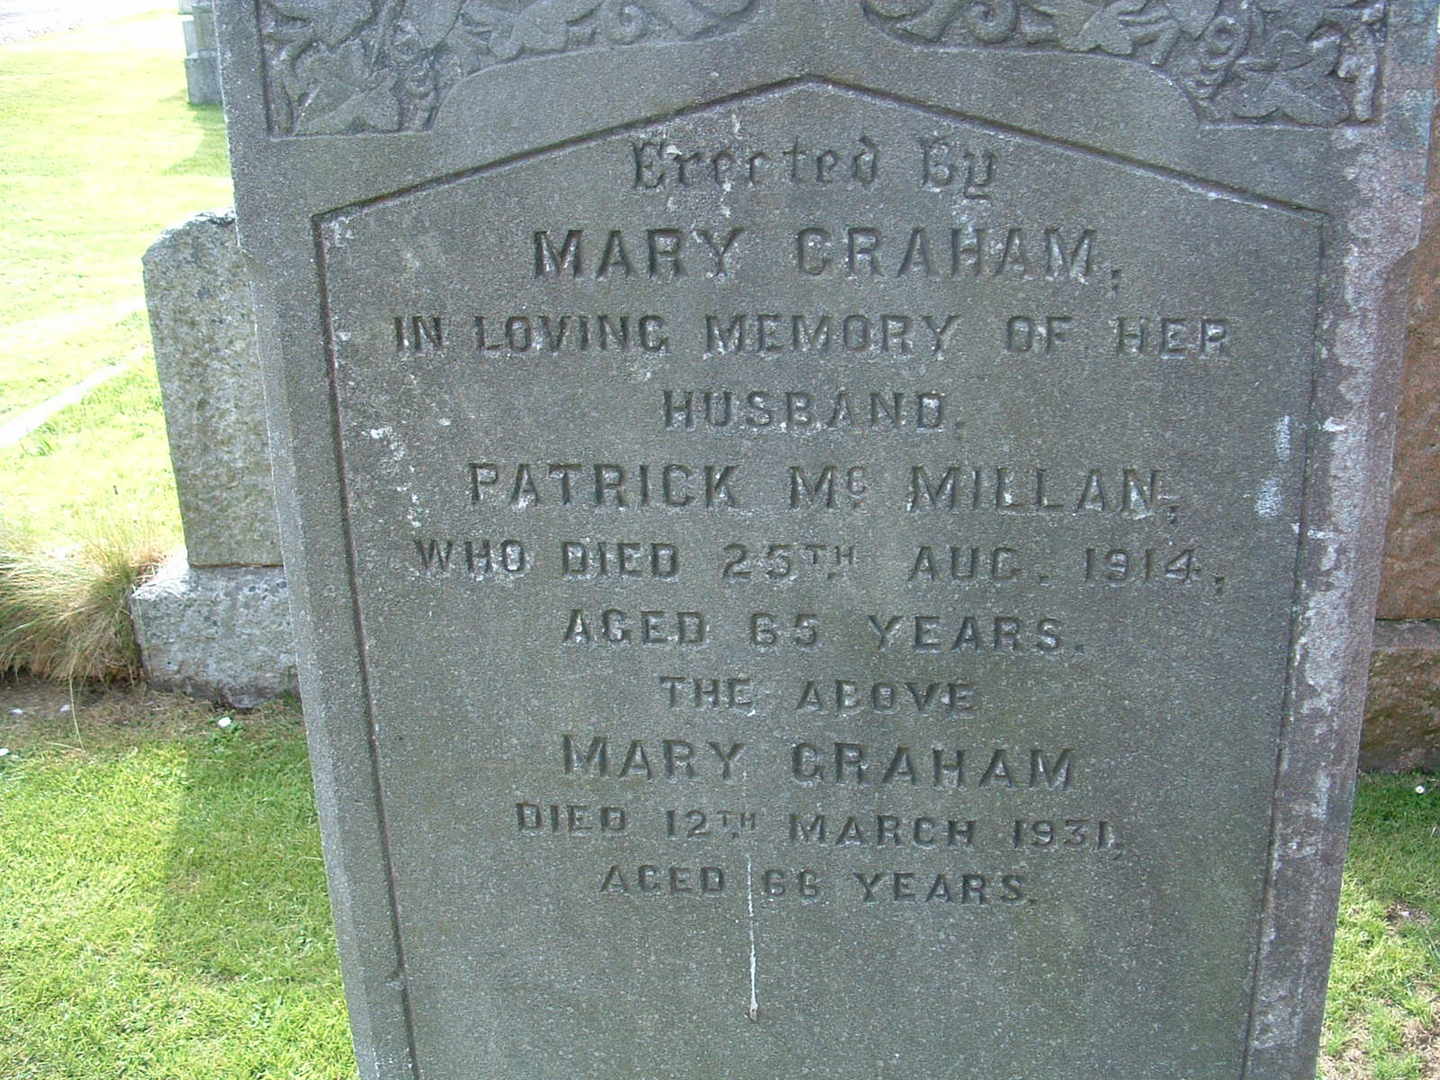 Erected By
MARY GRAHAM,
IN LOVING MEMORY OF HER
HUSBAND.
PATRICK Mc MILLAN,
WHO DIED 25TH AUG. 1914,
AGED 65 YEARS.
THE ABOVE
MARY GRAHAM
DIED 12TH MARCH 1931,
AGED 66 YEARS.